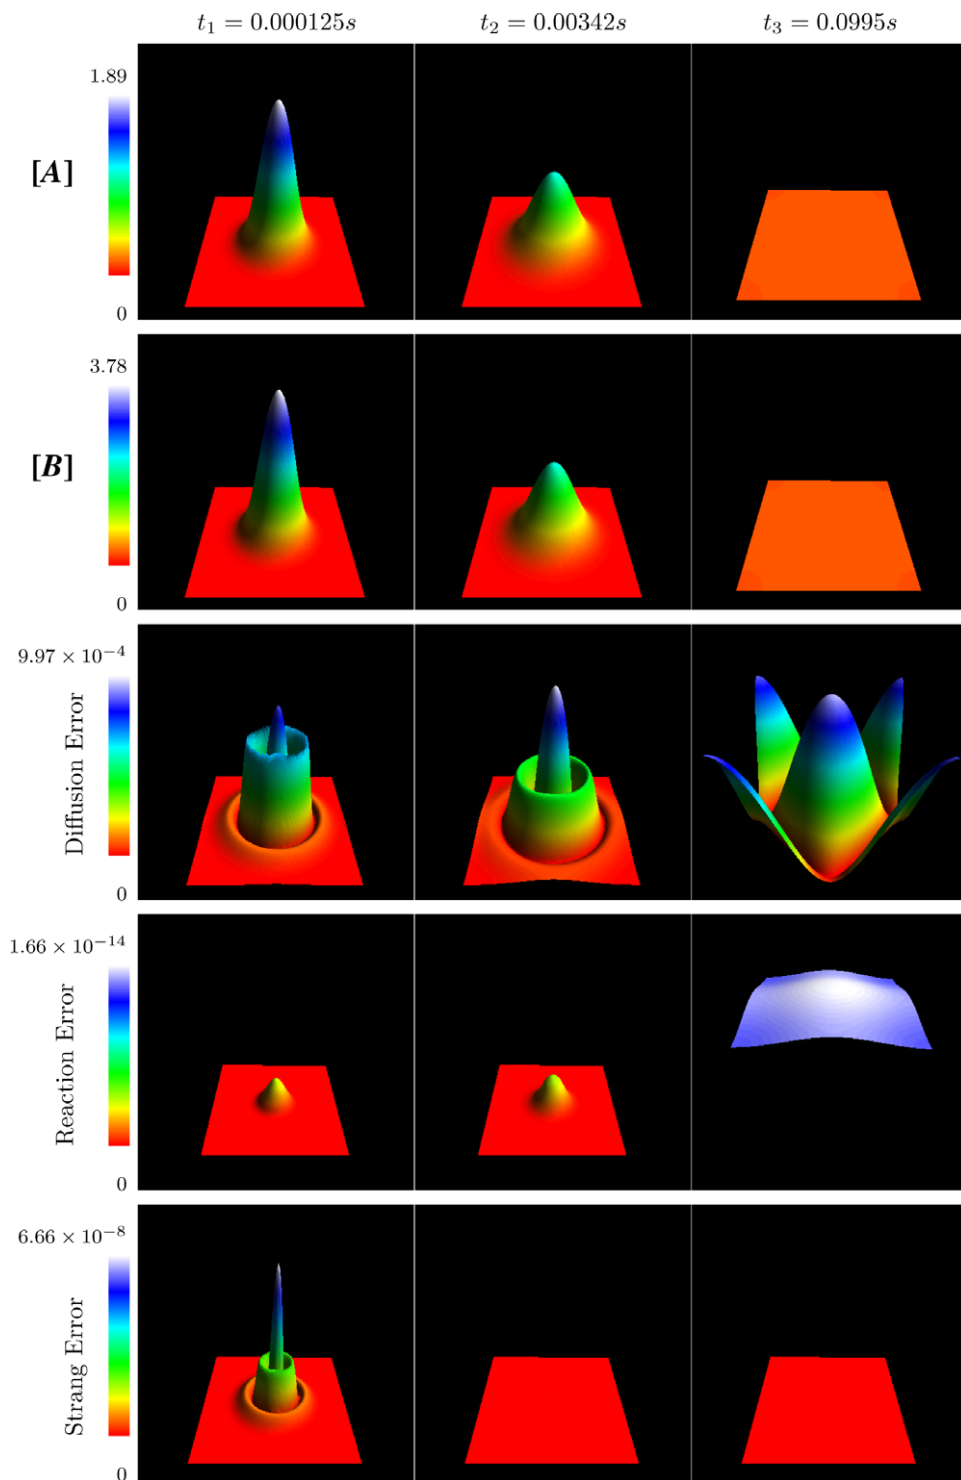 t₁ = 0.000125s t₂ = 0.00342s t₃ = 0.0995s
1.89
[A]
0
3.78
[B]
0
9.97 × 10⁻⁴
Diffusion Error
0
1.66 × 10⁻¹⁴
Reaction Error
0
6.66 × 10⁻⁸
Strang Error
0